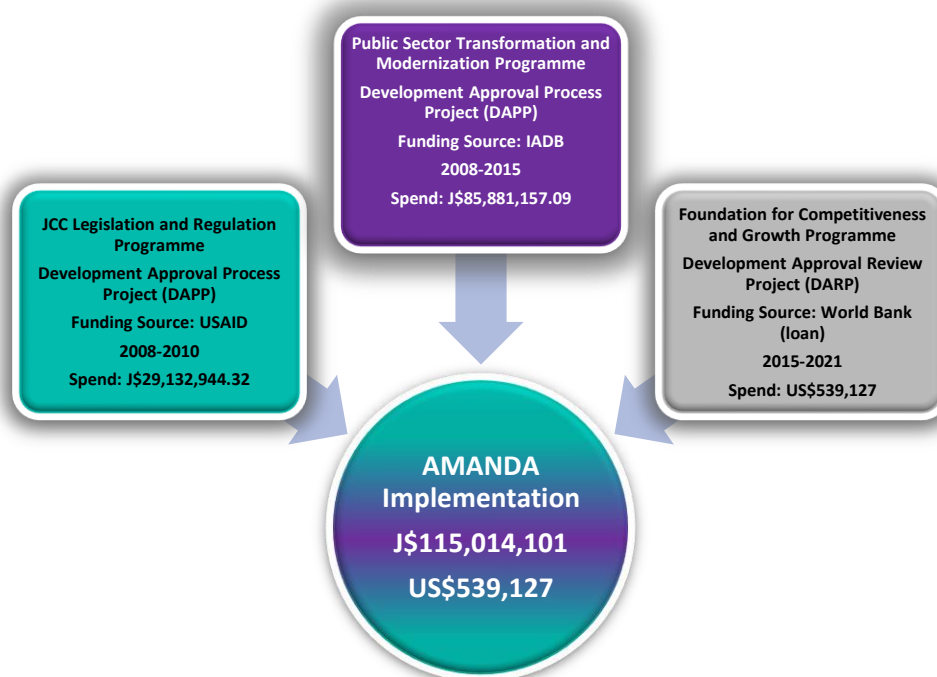 Public Sector Transformation and
Modernization Programme
Development Approval Process
Project (DAPP)
Funding Source: IADB
2008-2015
Spend: J$85,881,157.09
JCC Legislation and Regulation
Programme
Development Approval Process
Project (DAPP)
Funding Source: USAID
2008-2010
Spend: J$29,132,944.32
Foundation for Competitiveness
and Growth Programme
Development Approval Review
Project (DARP)
Funding Source: World Bank
(loan)
2015-2021
Spend: US$539,127
AMANDA
Implementation
J$115,014,101
US$539,127